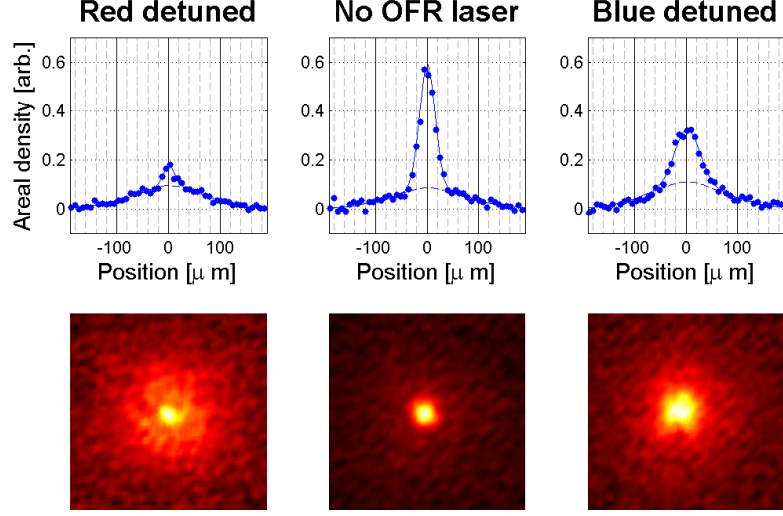 Red detuned No OFR laser Blue detuned
Areal density [arb.]
0.6 0.6 0.6
0.4 0.4 0.4
0.2 0.2 0.2
0 0 0
-100 0 100 -100 0 100 -100 0 100
Position [μ m] Position [μ m] Position [μ m]